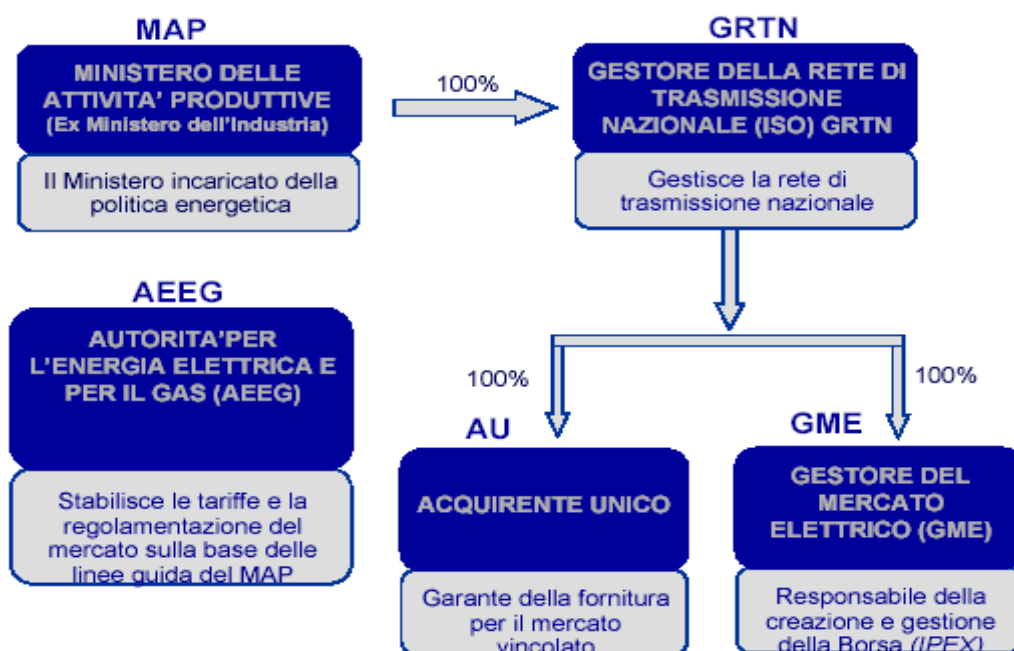 MAP
MINISTERO DELLE
ATTIVITA' PRODUTTIVE
(Ex Ministero dell'Industria)
Il Ministero incaricato della
politica energetica
100%
GRTN
GESTORE DELLA RETE DI
TRASMISSIONE
NAZIONALE (ISO) GRTN
Gestisce la rete di
trasmissione nazionale
AEEG
AUTORITA'PER
L'ENERGIA ELETTRICA E
PER IL GAS (AEEG)
Stabilisce le tariffe e la
regolamentazione del
mercato sulla base delle
linee guida del MAP
100%
100%
AU
ACQUIRENTE UNICO
Garante della fornitura
per il mercato
vincolato
GME
GESTORE DEL
MERCATO
ELETTRICO (GME)
Responsabile della
creazione e gestione
della Borsa (IPEX)